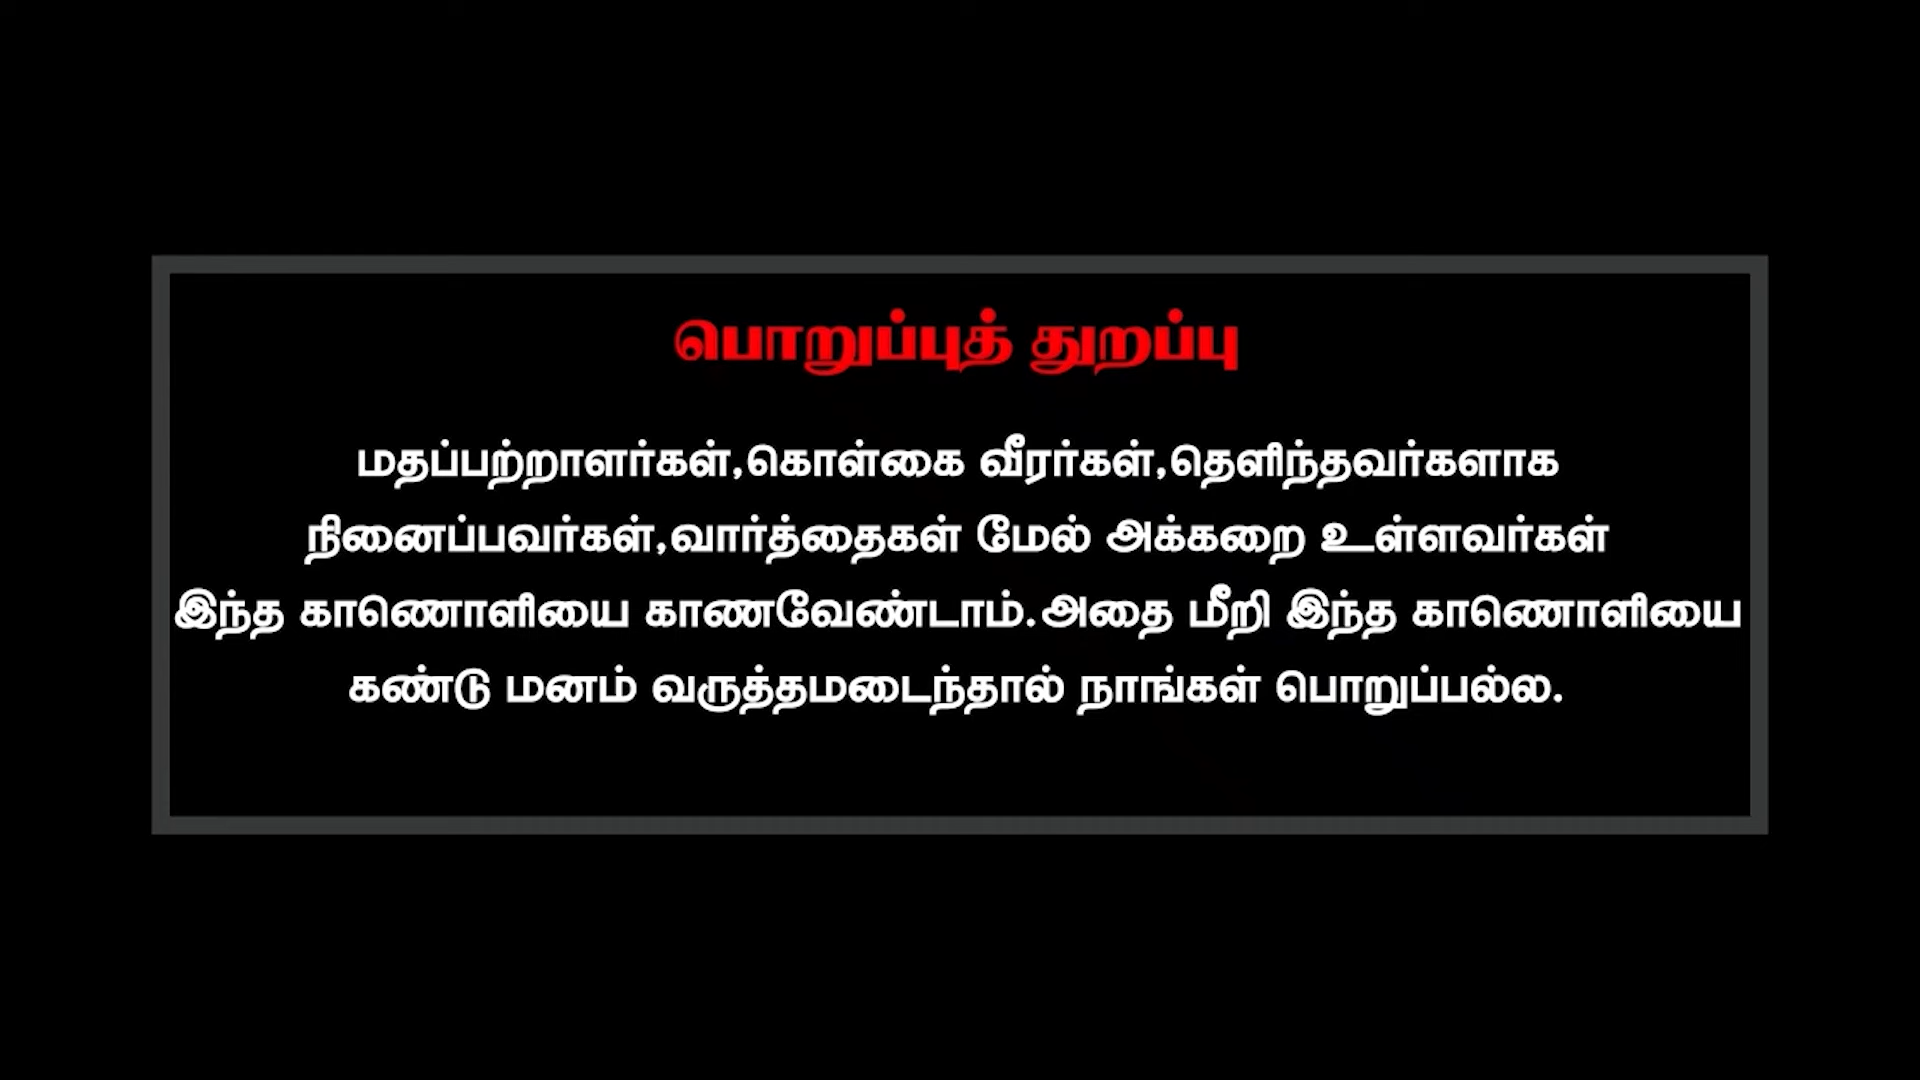 பொறுப்புத் துறப்பு
மதப்பற்றாளர்கள்,கொள்கை வீரர்கள்,தெளிந்தவர்களாக
நினைப்பவர்கள்,வார்த்தைகள் மேல் அக்கறை உள்ளவர்கள்
இந்த காணொளியை காணவேண்டாம்.அதை மீறி இந்த காணொளியை
கண்டு மனம் வருத்தமடைந்தால் நாங்கள் பொறுப்பல்ல.